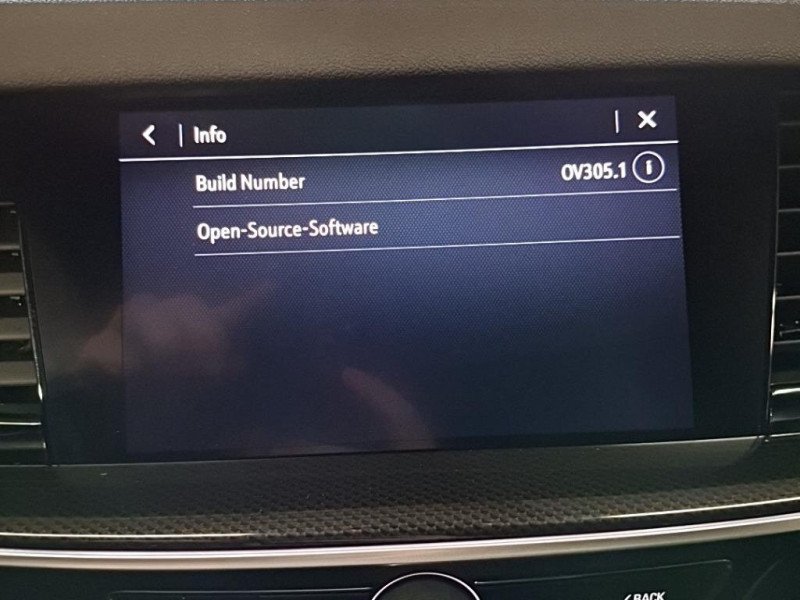 Info
Build Number OV305.1
Open-Source-Software
BACK